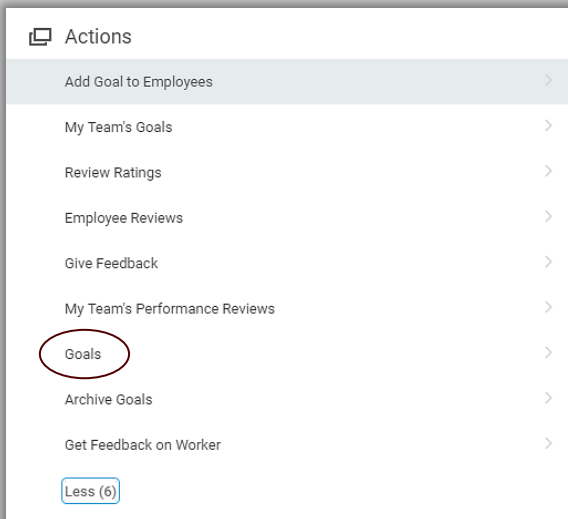 Actions
Add Goal to Employees
My Team's Goals
Review Ratings
Employee Reviews
Give Feedback
My Team's Performance Reviews
Goals
Archive Goals
Get Feedback on Worker
Less (6)